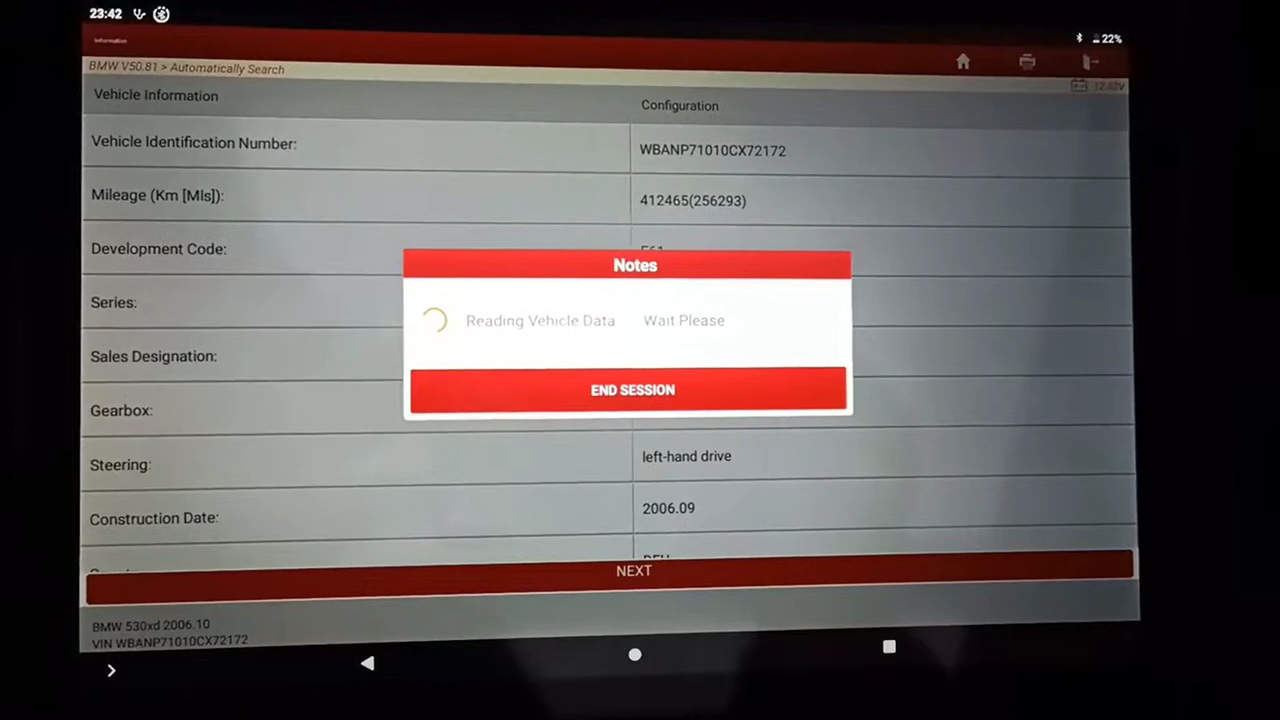 23:42
22%
Information
BMW V50.81 > Automatically Search
Vehicle Information Configuration
Vehicle Identification Number: WBANP71010CX72172
Mileage (Km [Mls]): 412465(256293)
Development Code:
Series:
Notes
Reading Vehicle Data Wait Please
Sales Designation:
END SESSION
Gearbox:
Steering: left-hand drive
Construction Date: 2006.09
NEXT
BMW 530xd 2006.10
VIN WBANP71010CX72172